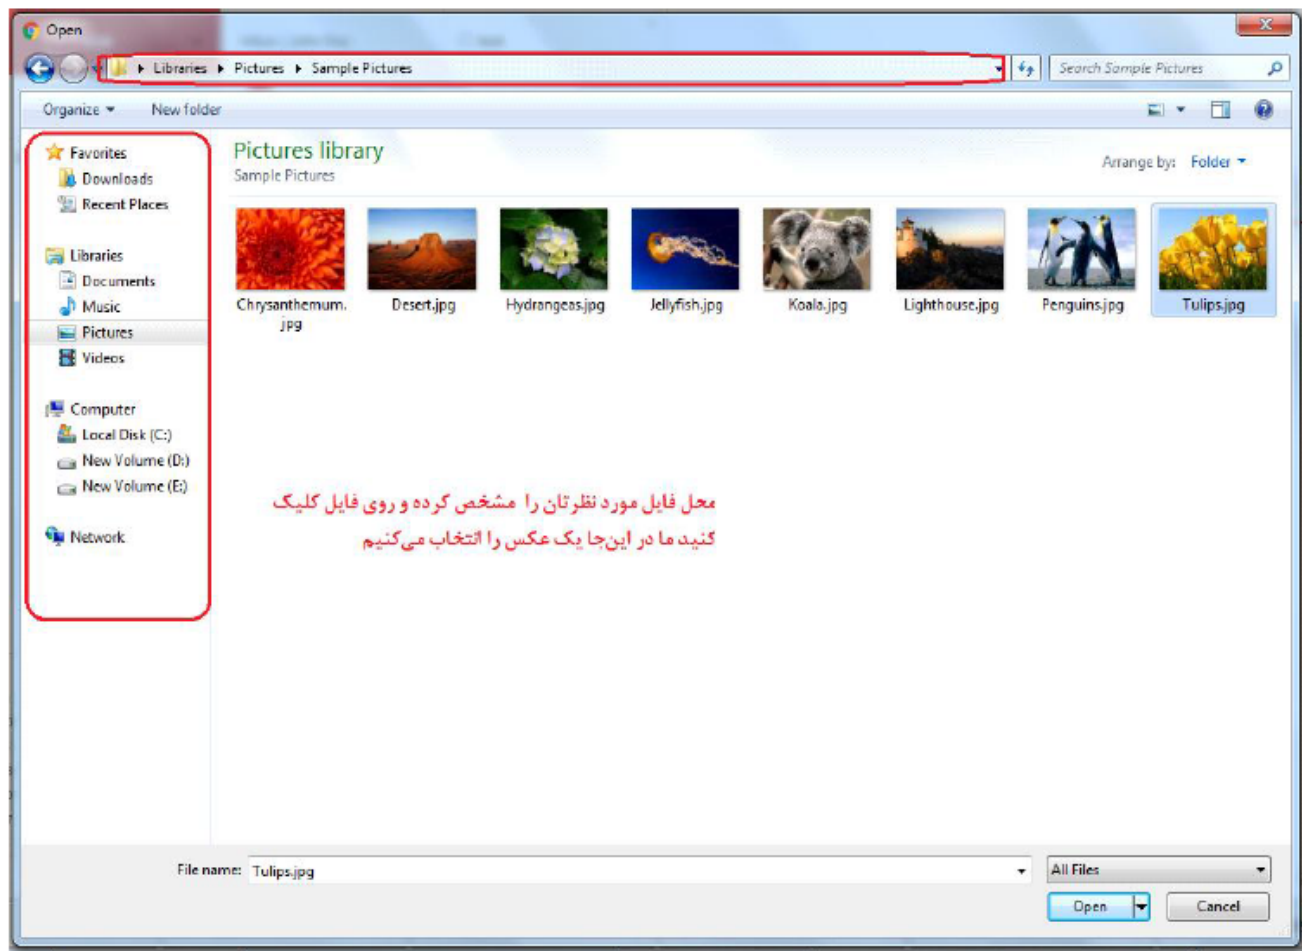 Open
Libraries Pictures Sample Pictures
Search Sample Pictures
Organize
New folder
Favorites
Downloads
Recent Places
Libraries
Documents
Music
Pictures
Videos
Computer
Local Disk (C:)
New Volume (D:)
New Volume (E:)
Network
Pictures library
Sample Pictures
Arrange by: Folder
Chrysanthemum.
jpg
Desert.jpg
Hydrangeas.jpg
Jellyfish.jpg
Koala.jpg
Lighthouse.jpg
Penguins.jpg
Tulips.jpg
محل فایل مورد نظرتان را مشخص کرده و روی فایل کلیک
کنید ما در این‌جا یک عکس را انتخاب می‌کنیم
File name: Tulips.jpg
All Files
Open
Cancel